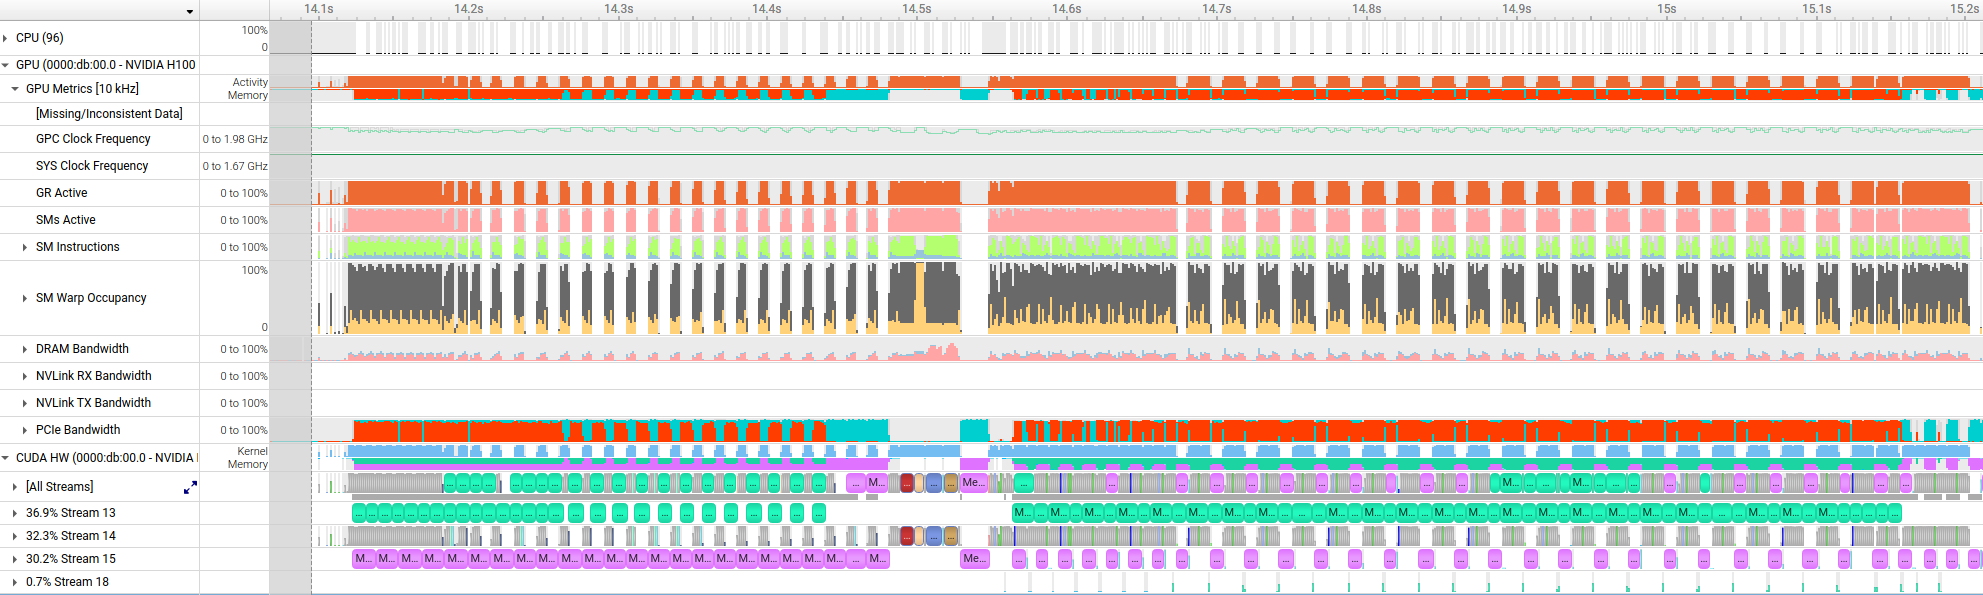 14.1s 14.2s 14.3s 14.4s 14.5s 14.6s 14.7s 14.8s 14.9s 15s 15.1s 15.2s
CPU (96) 100%
0
GPU (0000:db:00.0 - NVIDIA H100
GPU Metrics [10 kHz] Activity
Memory
[Missing/Inconsistent Data]
GPC Clock Frequency 0 to 1.98 GHz
SYS Clock Frequency 0 to 1.67 GHz
GR Active 0 to 100%
SMs Active 0 to 100%
SM Instructions 0 to 100%
100%
SM Warp Occupancy
0
DRAM Bandwidth 0 to 100%
NVLink RX Bandwidth 0 to 100%
NVLink TX Bandwidth 0 to 100%
PCIe Bandwidth 0 to 100%
CUDA HW (0000:db:00.0 - NVIDIA Kernel
Memory
[All Streams] M... Me... M... M...
36.9% Stream 13
32.3% Stream 14
30.2% Stream 15
0.7% Stream 18